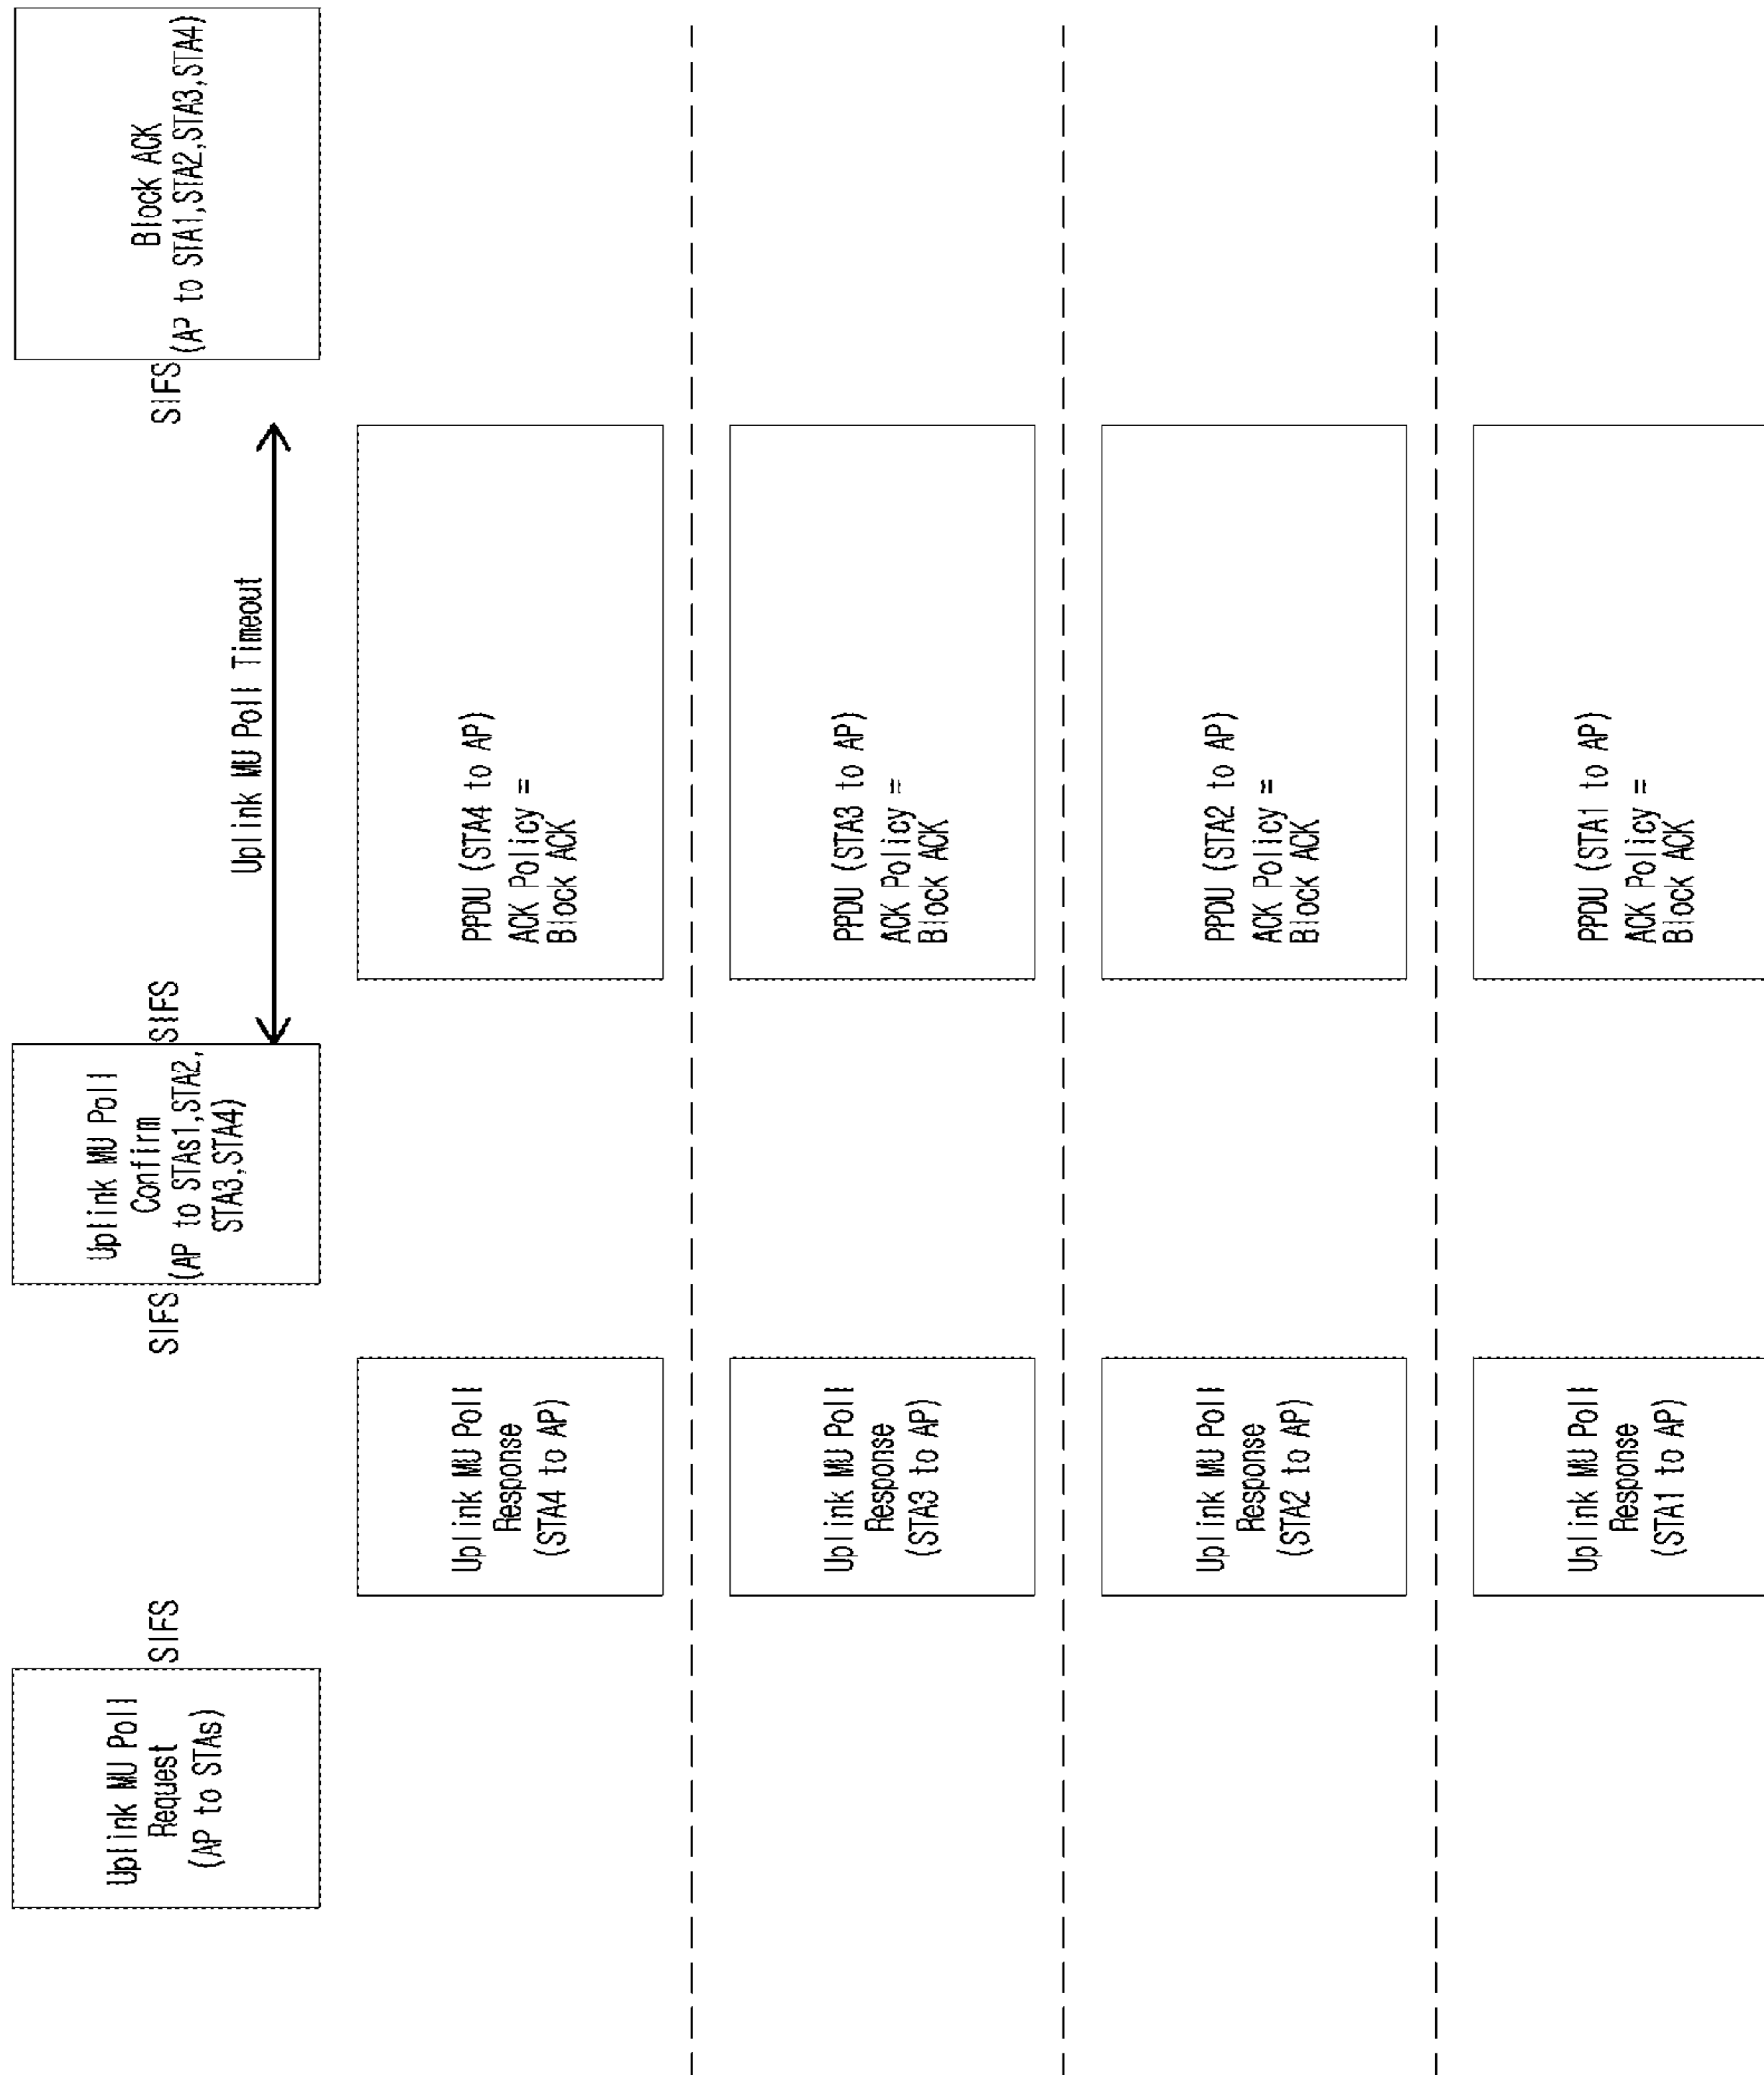 Uplink MU Poll
Request
(AP to STAs)
SIFS
SIFS
Uplink MU Poll
Confirm
(AP to STAs1,STA2,
STA3,STA4)
SIFS
Uplink MU Poll Timeout
SIFS
Block ACK
(AP to STA1,STA2,STA3,STA4)
Uplink MU Poll
Response
(STA4 to AP)
PPDU (STA4 to AP)
ACK Policy =
Block ACK
Uplink MU Poll
Response
(STA3 to AP)
PPDU (STA3 to AP)
ACK Policy =
Block ACK
Uplink MU Poll
Response
(STA2 to AP)
PPDU (STA2 to AP)
ACK Policy =
Block ACK
Uplink MU Poll
Response
(STA1 to AP)
PPDU (STA1 to AP)
ACK Policy =
Block ACK